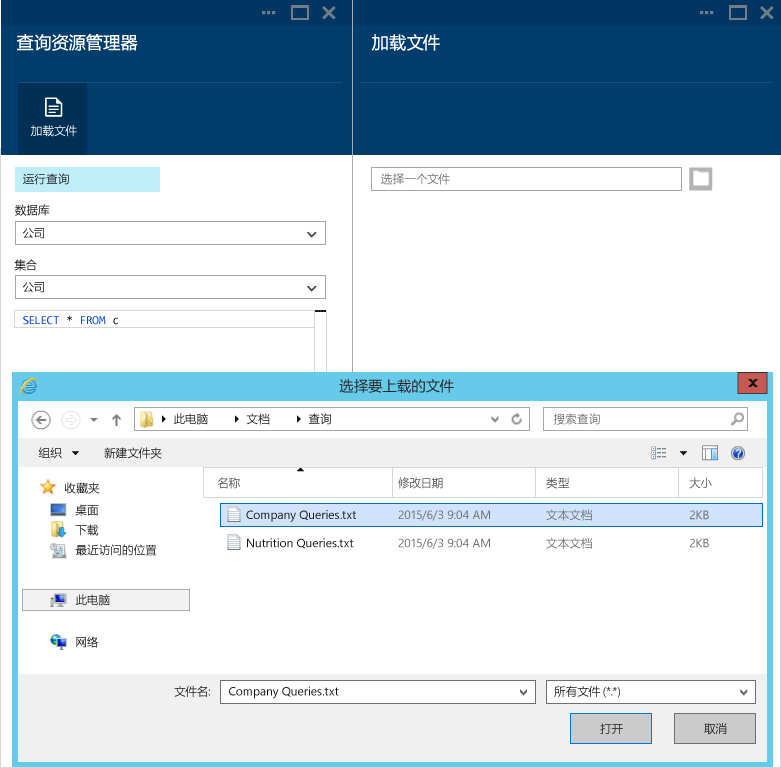 查询资源管理器
加载文件
加载文件
运行查询
选择一个文件
数据库
公司
集合
公司
SELECT * FROM c
选择要上载的文件
此电脑 文档 查询
搜索查询
组织 新建文件夹
收藏夹
桌面
下载
最近访问的位置
此电脑
网络
名称 修改日期 类型 大小
Company Queries.txt 2015/6/3 9:04 AM 文本文档 2KB
Nutrition Queries.txt 2015/6/3 9:04 AM 文本文档 2KB
文件名: Company Queries.txt 所有文件 (*.*)
打开 取消